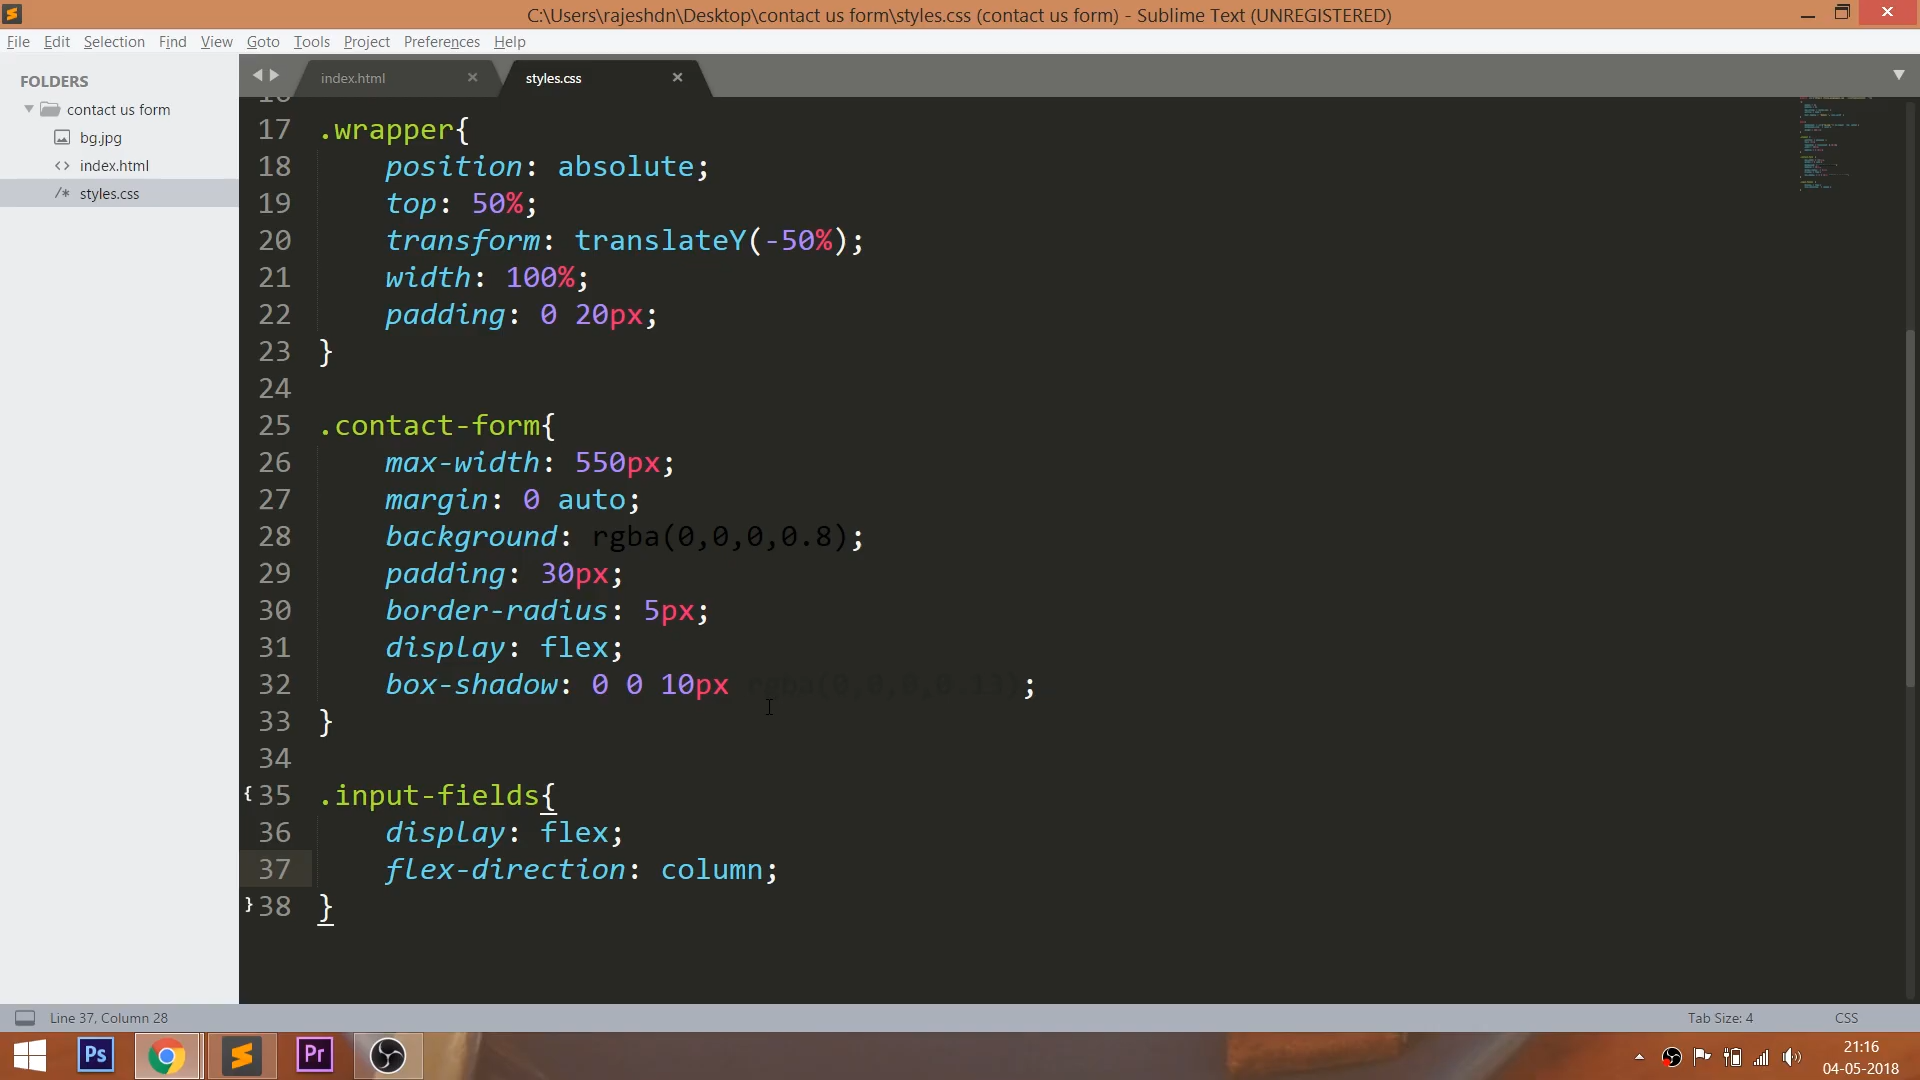 C:\Users\rajeshdn\Desktop\contact us form\styles.css (contact us form) - Sublime Text (UNREGISTERED)
File Edit Selection Find View Goto Tools Project Preferences Help
FOLDERS
contact us form
bg.jpg
index.html
styles.css
index.html × styles.css ×
17 .wrapper{
18 position: absolute;
19 top: 50%;
20 transform: translateY(-50%);
21 width: 100%;
22 padding: 0 20px;
23 }
24
25 .contact-form{
26 max-width: 550px;
27 margin: 0 auto;
28 background: rgba(0,0,0,0.8);
29 padding: 30px;
30 border-radius: 5px;
31 display: flex;
32 box-shadow: 0 0 10px ;
33 }
34
35 .input-fields{
36 display: flex;
37 flex-direction: column;
38 }
Line 37, Column 28 Tab Size: 4 CSS
Ps Pr
21:16
04-05-2018